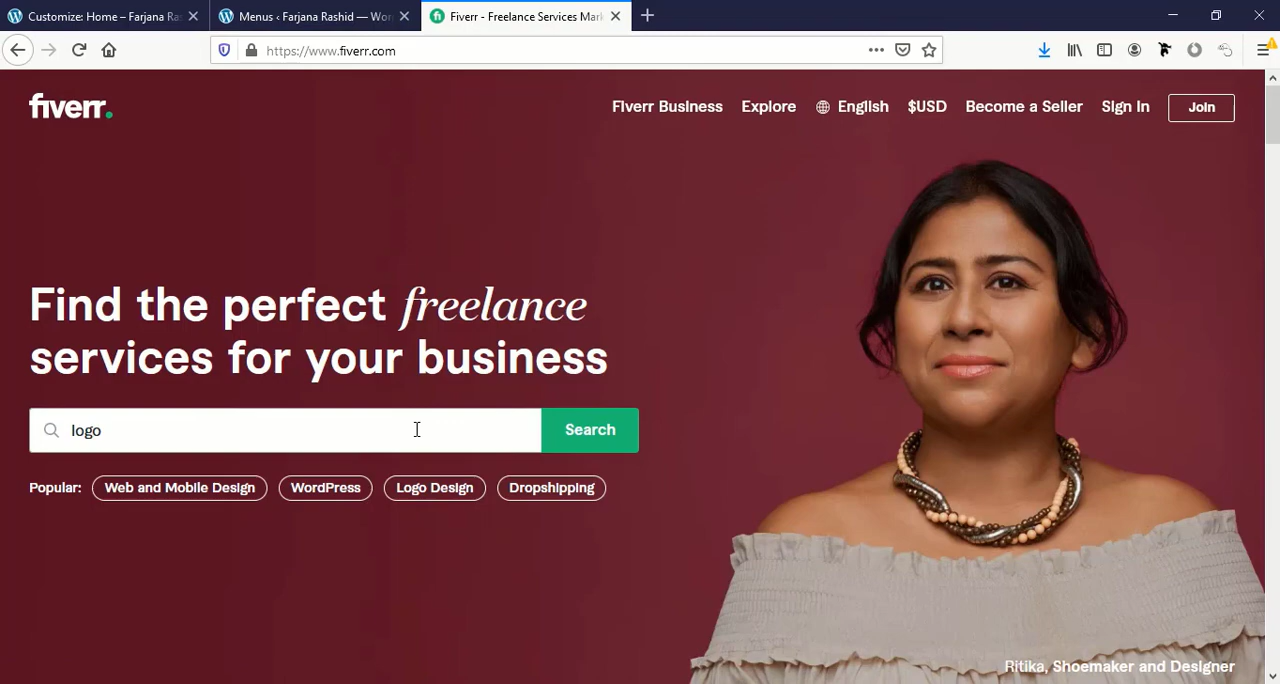 Customize: Home – Farjana Ra
Menus ‹ Farjana Rashid — Wor
Fiverr - Freelance Services Mark
https://www.fiverr.com
fiverr.
Fiverr Business
Explore
English
$USD
Become a Seller
Sign In
Join
Find the perfect freelance
services for your business
logo
Search
Popular:
Web and Mobile Design
WordPress
Logo Design
Dropshipping
Ritika, Shoemaker and Designer